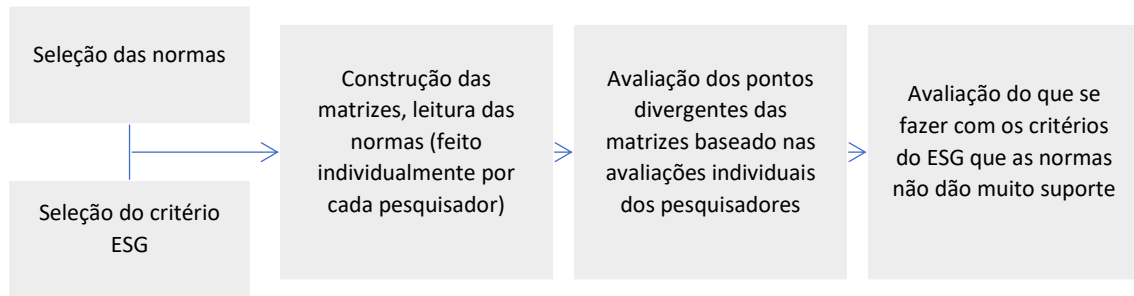 Seleção das normas
Seleção do critério
ESG
Construção das
matrizes, leitura das
normas (feito
individualmente por
cada pesquisador)
Avaliação dos pontos
divergentes das
matrizes baseado nas
avaliações individuais
dos pesquisadores
Avaliação do que se
fazer com os critérios
do ESG que as normas
não dão muito suporte